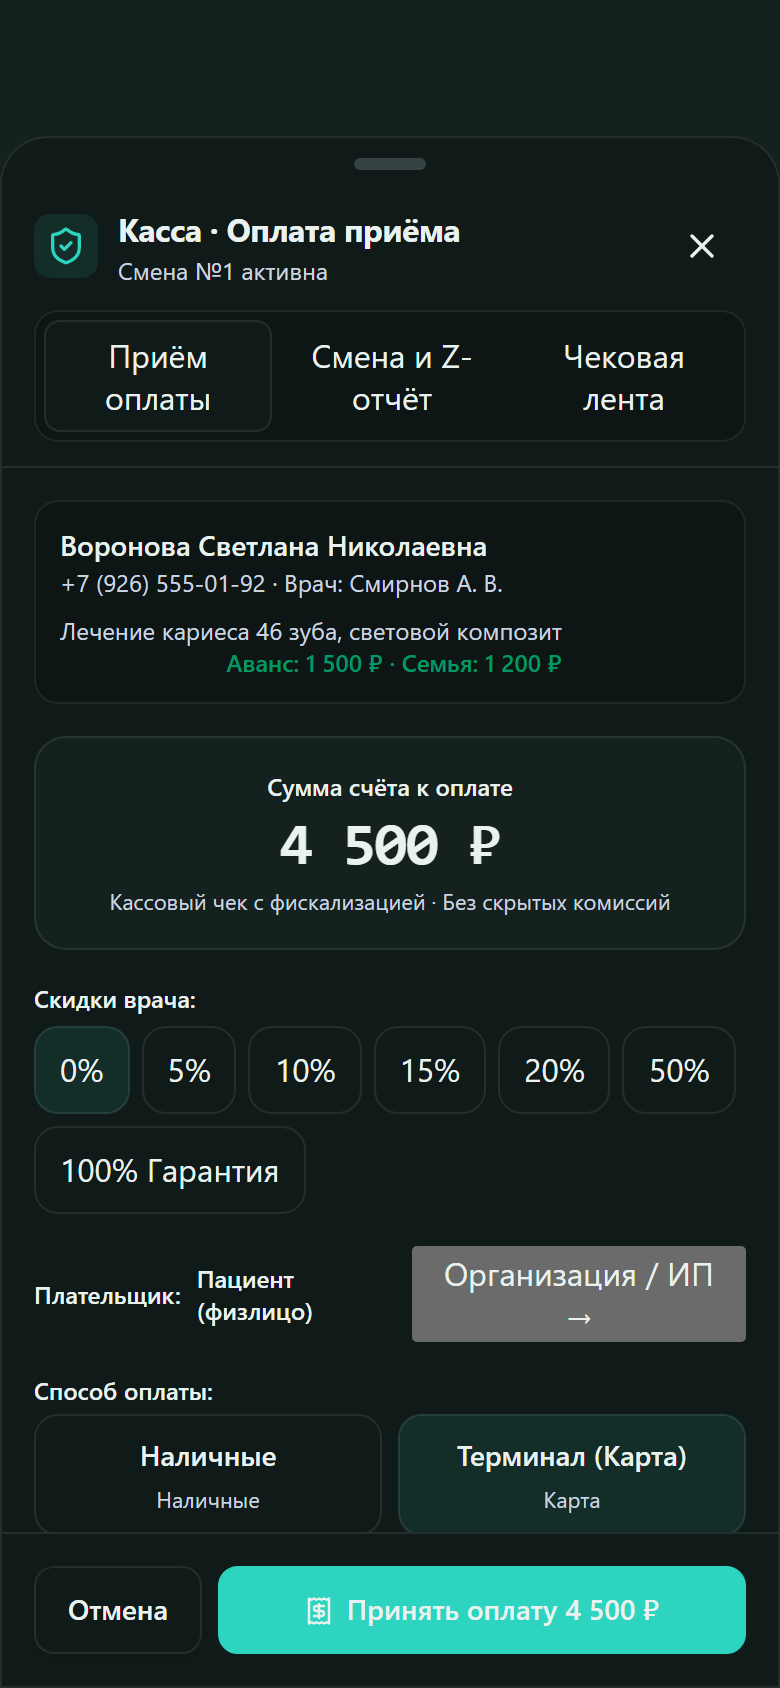 Касса · Оплата приёма
Смена №1 активна
Приём
оплаты
Смена и Z-
отчёт
Чековая
лента
Воронова Светлана Николаевна
+7 (926) 555-01-92 · Врач: Смирнов А. В.
Лечение кариеса 46 зуба, световой композит
Аванс: 1 500 ₽ · Семья: 1 200 ₽
Сумма счёта к оплате
4 500 ₽
Кассовый чек с фискализацией · Без скрытых комиссий
Скидки врача:
0% 5% 10% 15% 20% 50%
100% Гарантия
Плательщик:
Пациент
(физлицо)
Организация / ИП
→
Способ оплаты:
Наличные
Наличные
Терминал (Карта)
Карта
Отмена
Принять оплату 4 500 ₽